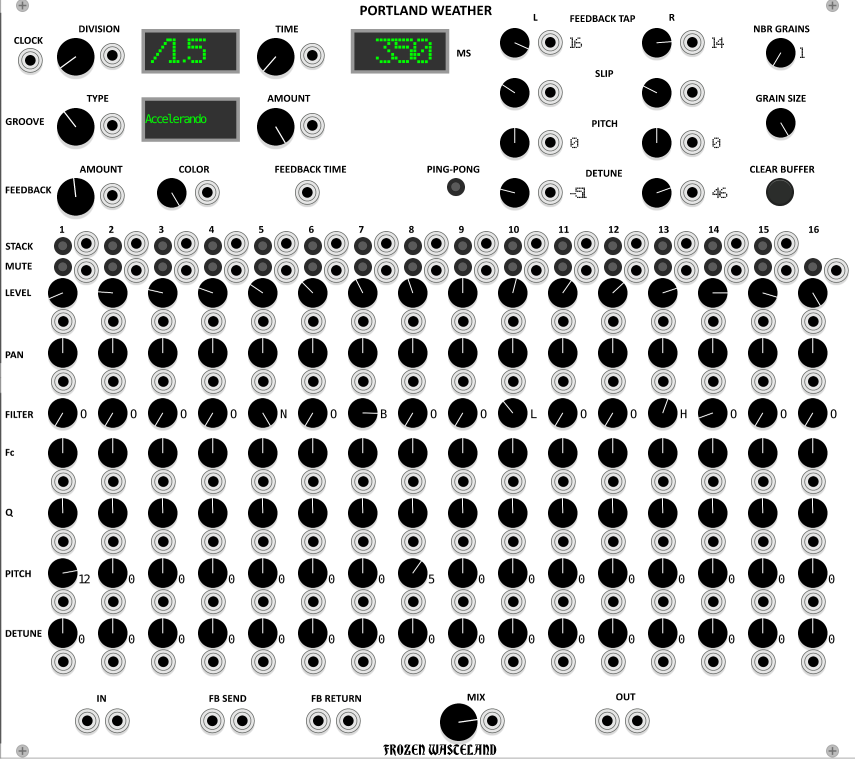 PORTLAND WEATHER
L FEEDBACK TAP R
DIVISION TIME NBR GRAINS
CLOCK /1.5 350 MS 16 14 1
SLIP
TYPE AMOUNT GRAIN SIZE
GROOVE Accelerando PITCH
0 0
AMOUNT COLOR FEEDBACK TIME PING-PONG DETUNE CLEAR BUFFER
FEEDBACK -51 46
1 2 3 4 5 6 7 8 9 10 11 12 13 14 15 16
STACK
MUTE
LEVEL
PAN
FILTER 0 0 0 0 N 0 B 0 0 L 0 0 H 0 0 0
Fc
Q
PITCH 12 0 0 0 0 0 0 5 0 0 0 0 0 0 0 0
DETUNE 0 0 0 0 0 0 0 0 0 0 0 0 0 0 0 0
IN FB SEND FB RETURN MIX OUT
FROZEN WASTELAND